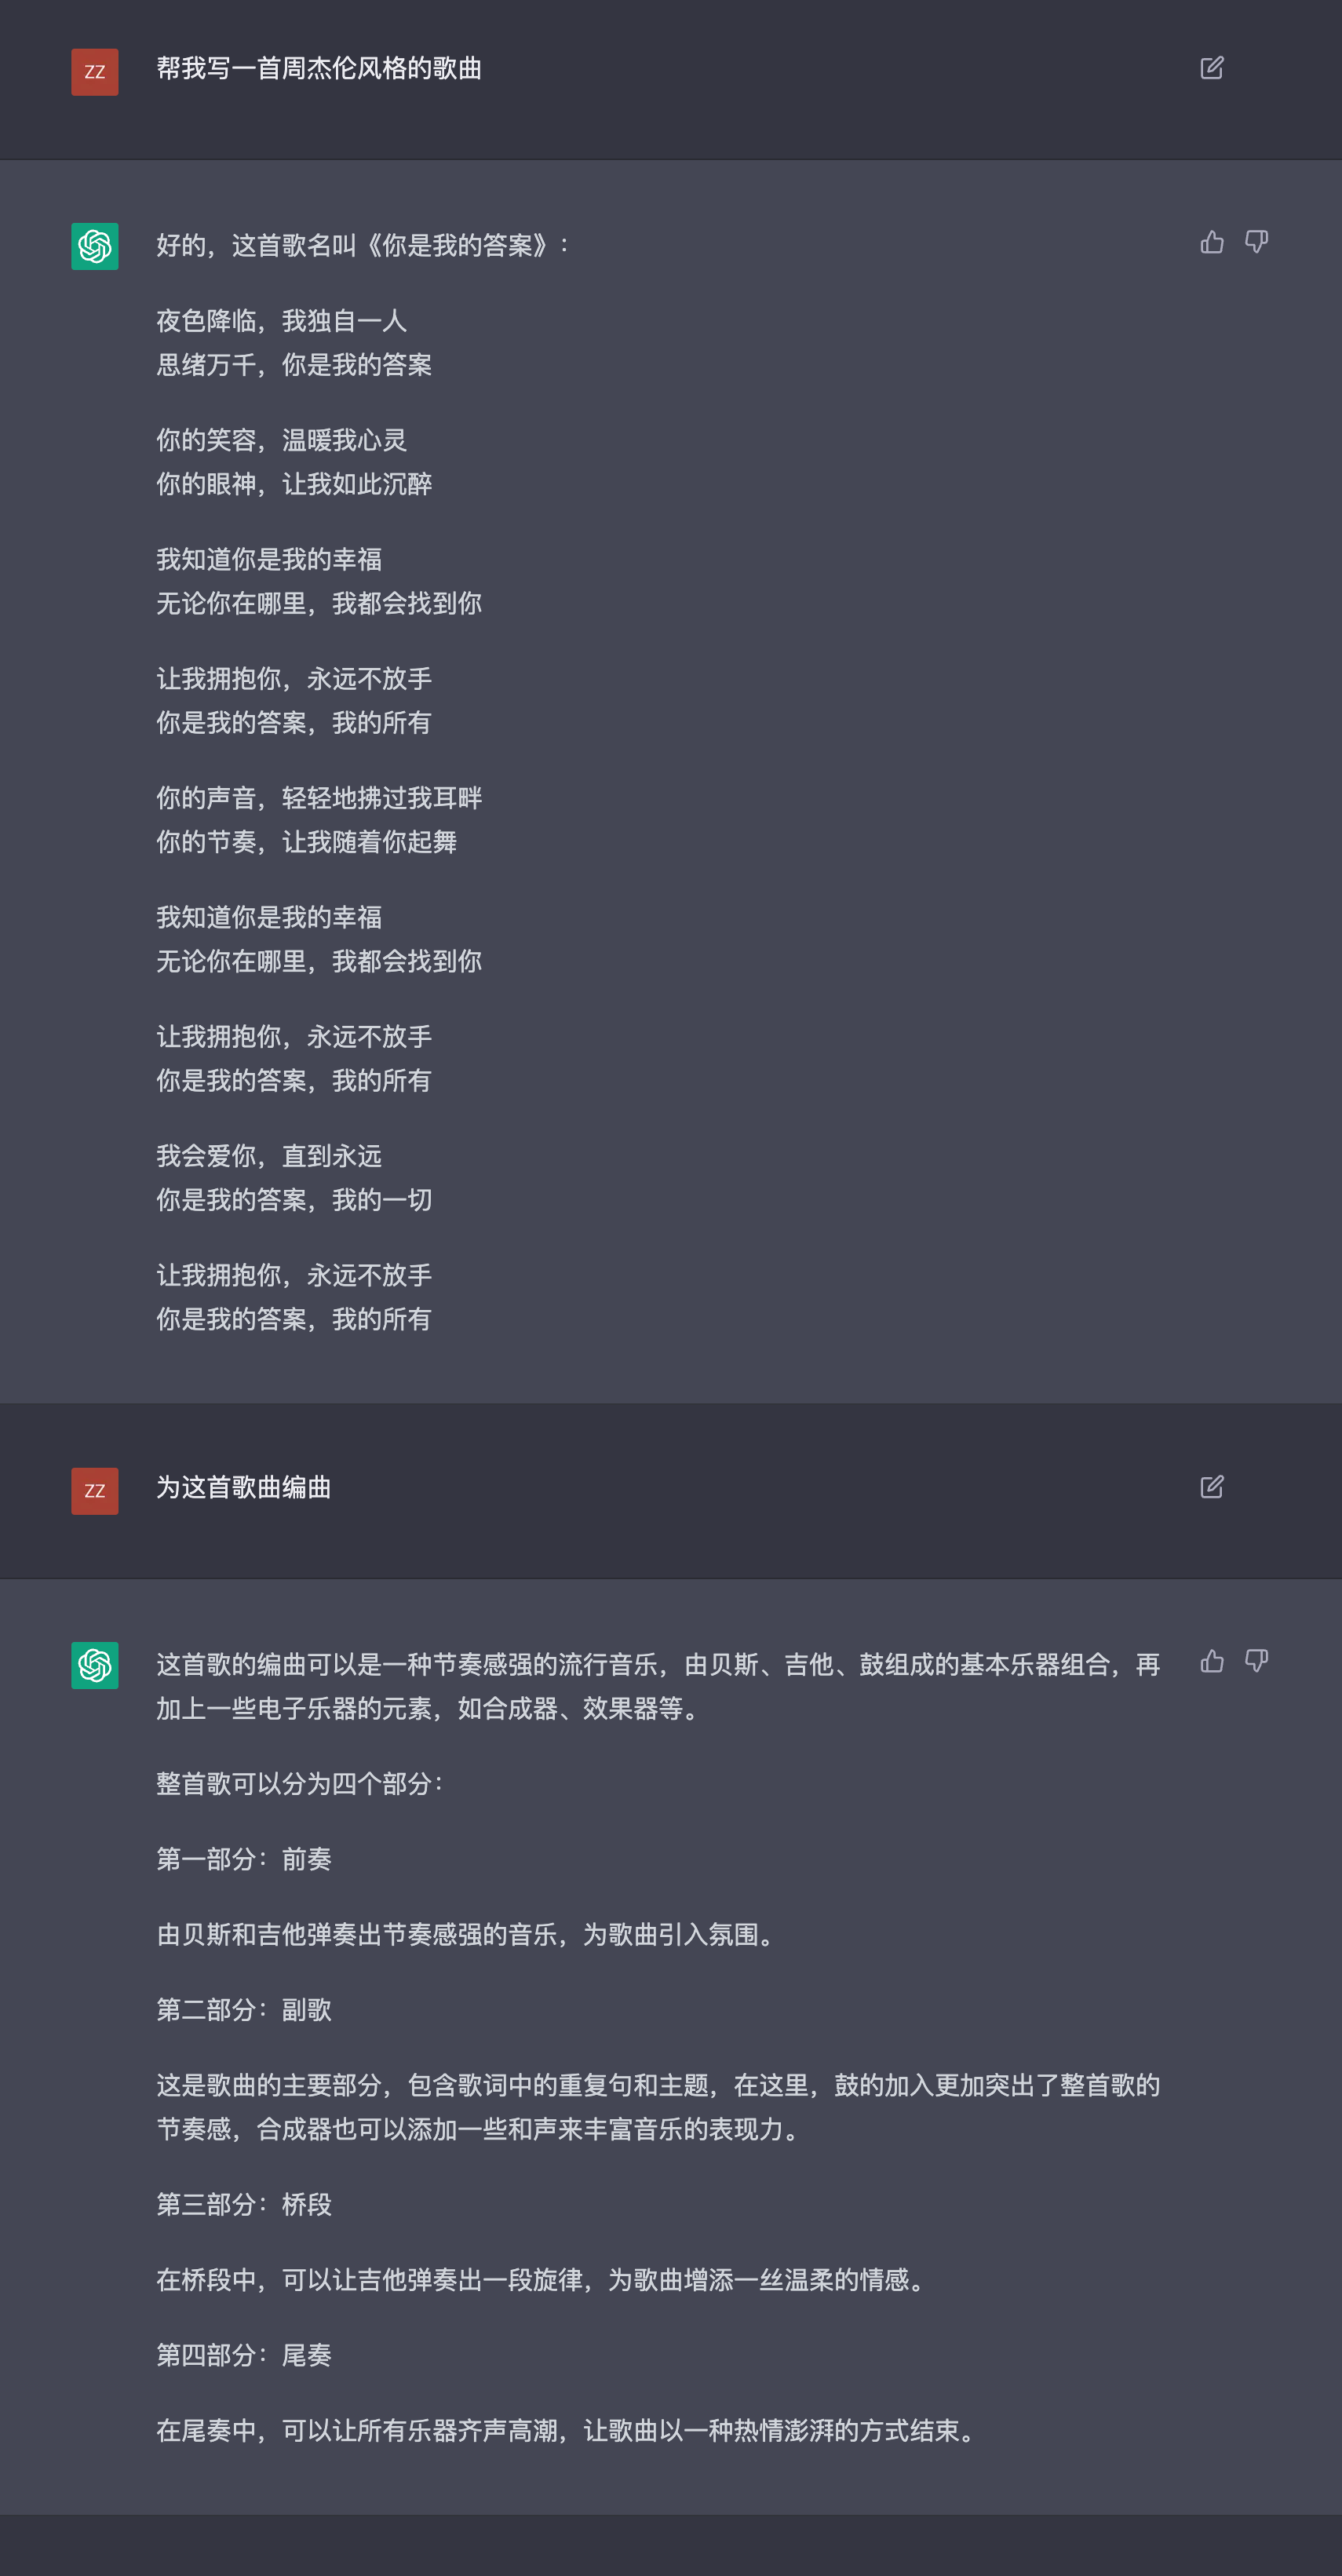 ZZ
帮我写一首周杰伦风格的歌曲
好的，这首歌名叫《你是我的答案》：
夜色降临，我独自一人
思绪万千，你是我的答案
你的笑容，温暖我心灵
你的眼神，让我如此沉醉
我知道你是我的幸福
无论你在哪里，我都会找到你
让我拥抱你，永远不放手
你是我的答案，我的所有
你的声音，轻轻地拂过我耳畔
你的节奏，让我随着你起舞
我知道你是我的幸福
无论你在哪里，我都会找到你
让我拥抱你，永远不放手
你是我的答案，我的所有
我会爱你，直到永远
你是我的答案，我的一切
让我拥抱你，永远不放手
你是我的答案，我的所有
ZZ
为这首歌曲编曲
这首歌的编曲可以是一种节奏感强的流行音乐，由贝斯、吉他、鼓组成的基本乐器组合，再
加上一些电子乐器的元素，如合成器、效果器等。
整首歌可以分为四个部分：
第一部分：前奏
由贝斯和吉他弹奏出节奏感强的音乐，为歌曲引入氛围。
第二部分：副歌
这是歌曲的主要部分，包含歌词中的重复句和主题，在这里，鼓的加入更加突出了整首歌的
节奏感，合成器也可以添加一些和声来丰富音乐的表现力。
第三部分：桥段
在桥段中，可以让吉他弹奏出一段旋律，为歌曲增添一丝温柔的情感。
第四部分：尾奏
在尾奏中，可以让所有乐器齐声高潮，让歌曲以一种热情澎湃的方式结束。